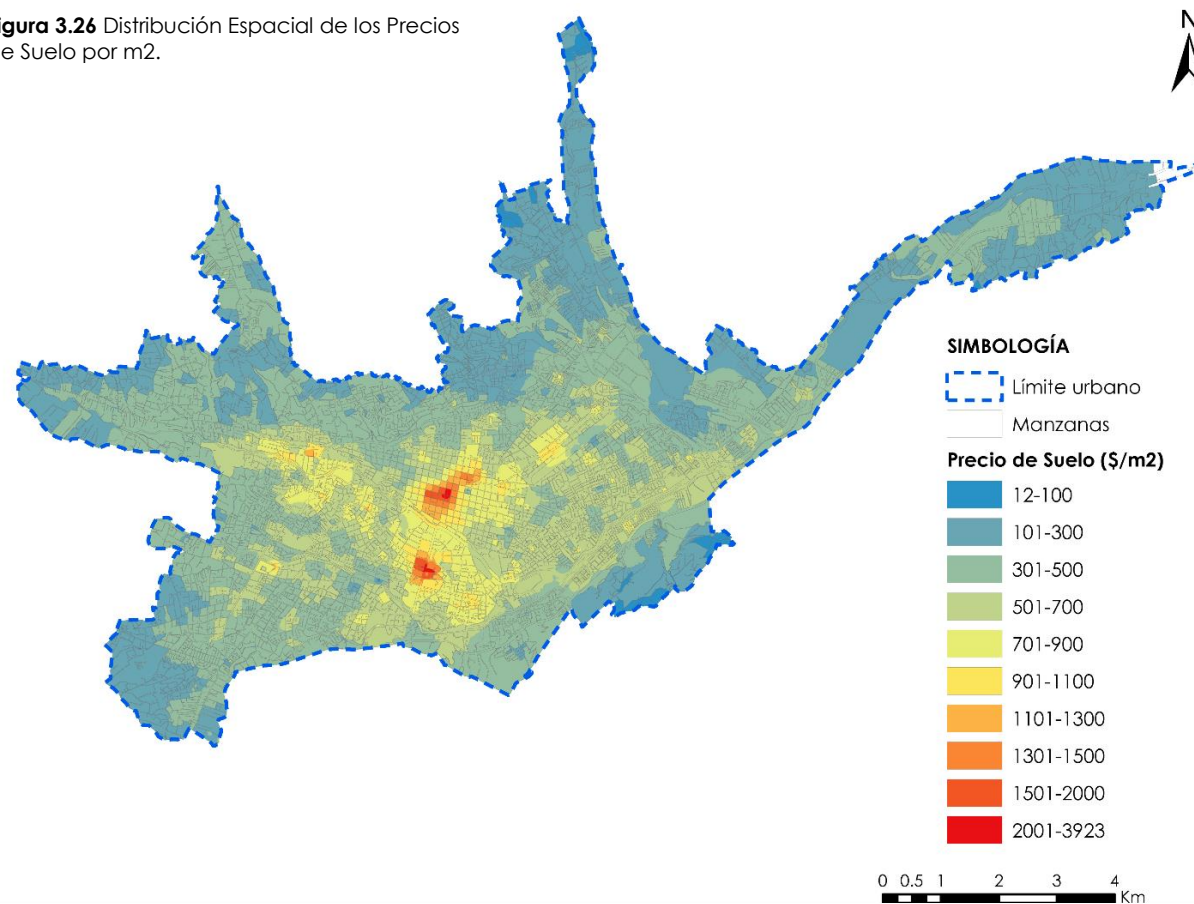 igura 3.26 Distribución Espacial de los Precios
e Suelo por m2.
N
SIMBOLOGÍA
Límite urbano
Manzanas
Precio de Suelo ($/m2)
12-100
101-300
301-500
501-700
701-900
901-1100
1101-1300
1301-1500
1501-2000
2001-3923
0 0.5 1 2 3 4
Km